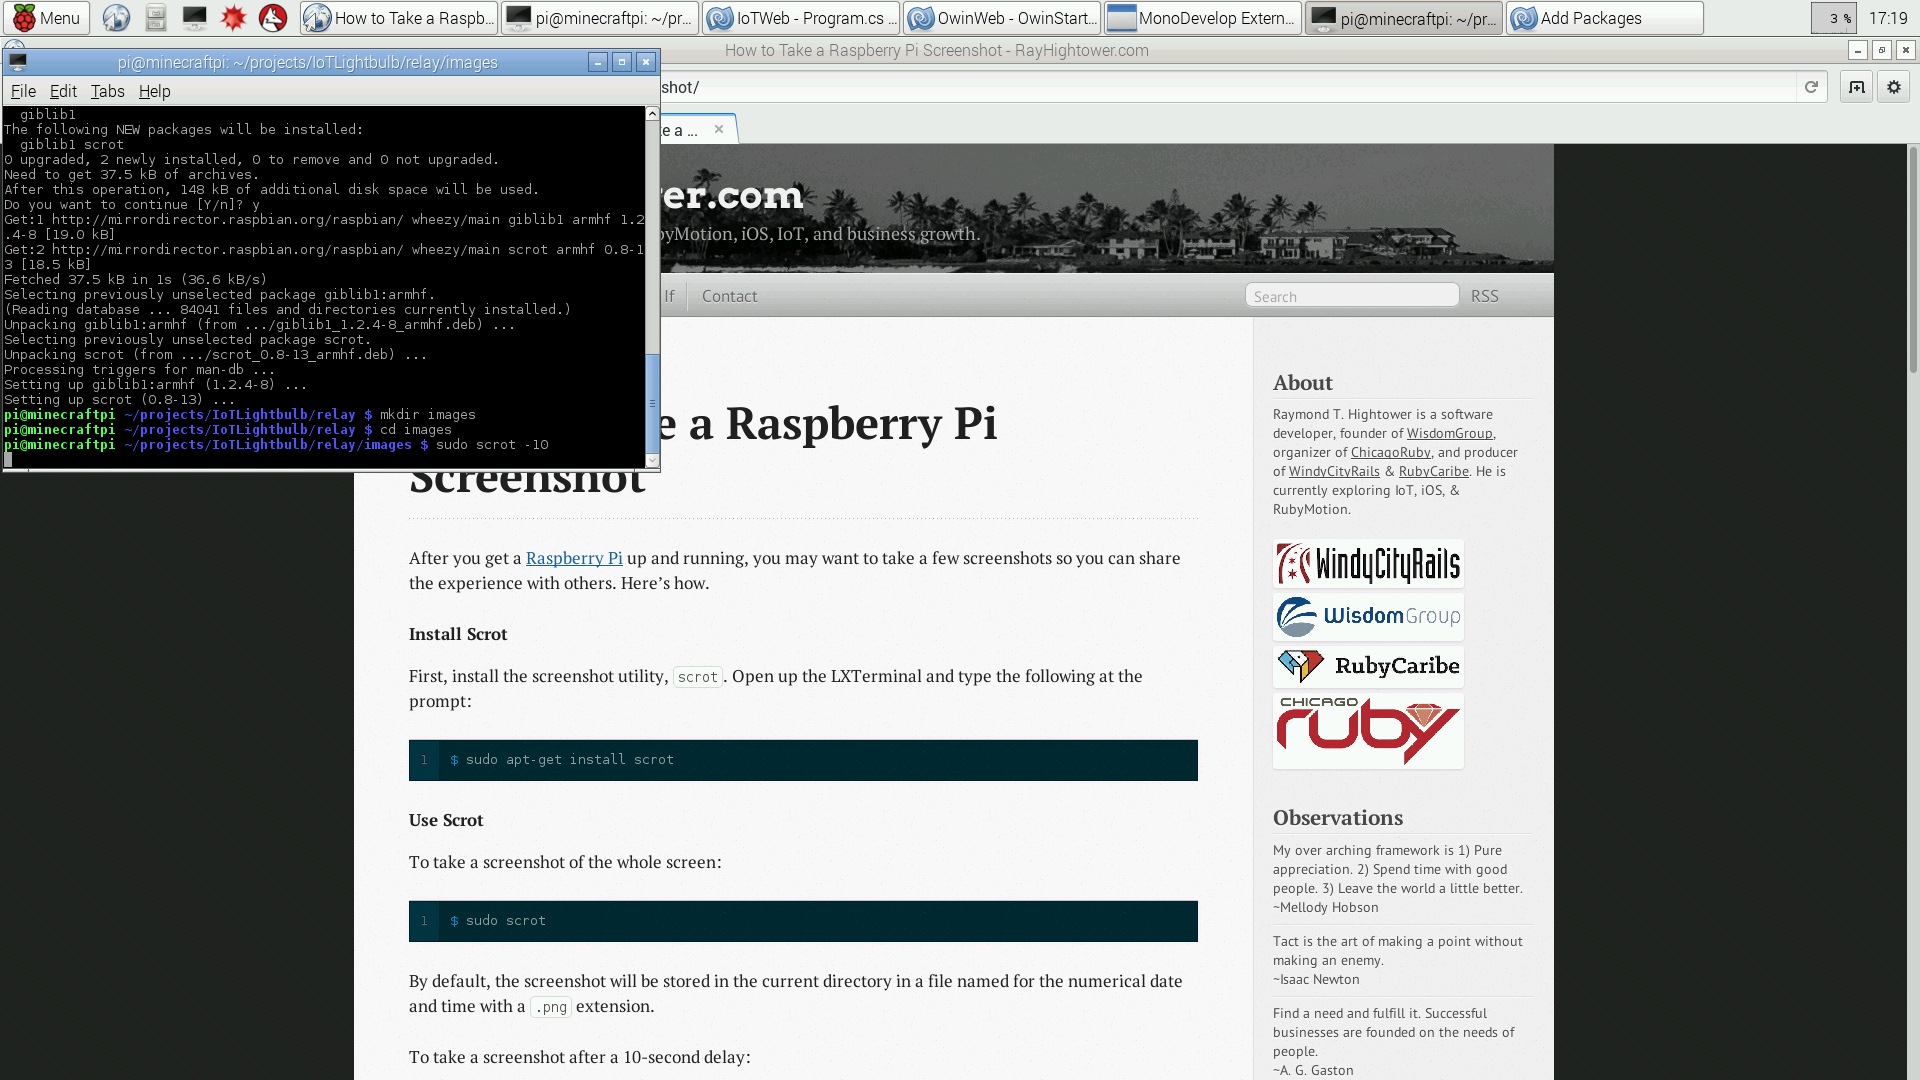 Menu
How to Take a Raspb...
pi@minecraftpi: ~/pr...
IoTWeb - Program.cs ...
OwinWeb - OwinStart...
MonoDevelop Extern...
pi@minecraftpi: ~/pr...
Add Packages
3 %
17:19
How to Take a Raspberry Pi Screenshot - RayHightower.com
pi@minecraftpi: ~/projects/IoTLightbulb/relay/images
File Edit Tabs Help
giblib1
The following NEW packages will be installed:
giblib1 scrot
0 upgraded, 2 newly installed, 0 to remove and 0 not upgraded.
Need to get 37.5 kB of archives.
After this operation, 148 kB of additional disk space will be used.
Do you want to continue [Y/n]? y
Get:1 http://mirrordirector.raspbian.org/raspbian/ wheezy/main giblib1 armhf 1.2
.4-8 [19.0 kB]
Get:2 http://mirrordirector.raspbian.org/raspbian/ wheezy/main scrot armhf 0.8-1
3 [18.5 kB]
Fetched 37.5 kB in 1s (36.6 kB/s)
Selecting previously unselected package giblib1:armhf.
(Reading database ... 84041 files and directories currently installed.)
Unpacking giblib1:armhf (from .../giblib1_1.2.4-8_armhf.deb) ...
Selecting previously unselected package scrot.
Unpacking scrot (from .../scrot_0.8-13_armhf.deb) ...
Processing triggers for man-db ...
Setting up giblib1:armhf (1.2.4-8) ...
Setting up scrot (0.8-13) ...
pi@minecraftpi ~/projects/IoTLightbulb/relay $ mkdir images
pi@minecraftpi ~/projects/IoTLightbulb/relay $ cd images
pi@minecraftpi ~/projects/IoTLightbulb/relay/images $ sudo scrot -10
shot/
ke a ...
er.com
byMotion, iOS, IoT, and business growth.
If
Contact
Search
RSS
e a Raspberry Pi
Screenshot
After you get a Raspberry Pi up and running, you may want to take a few screenshots so you can share
the experience with others. Here's how.
Install Scrot
First, install the screenshot utility, scrot. Open up the LXTerminal and type the following at the
prompt:
1 $ sudo apt-get install scrot
Use Scrot
To take a screenshot of the whole screen:
1 $ sudo scrot
By default, the screenshot will be stored in the current directory in a file named for the numerical date
and time with a .png extension.
To take a screenshot after a 10-second delay:
About
Raymond T. Hightower is a software
developer, founder of WisdomGroup,
organizer of ChicagoRuby, and producer
of WindyCityRails & RubyCaribe. He is
currently exploring IoT, iOS, &
RubyMotion.
WindyCityRails
WisdomGroup
RubyCaribe
CHICAGO
ruby
Observations
My over arching framework is 1) Pure
appreciation. 2) Spend time with good
people. 3) Leave the world a little better.
~Mellody Hobson
Tact is the art of making a point without
making an enemy.
~Isaac Newton
Find a need and fulfill it. Successful
businesses are founded on the needs of
people.
~A. G. Gaston